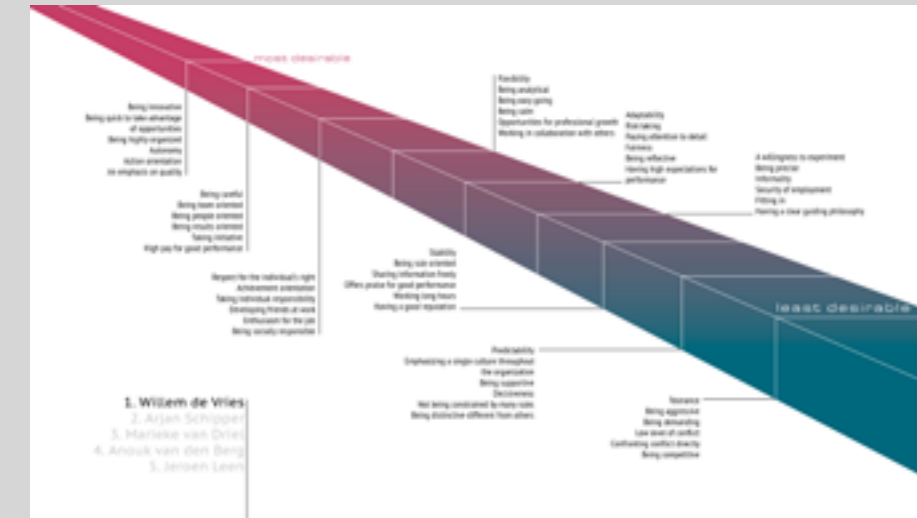 most desirable
Being innovative
Being quick to take advantage
of opportunities
Being highly organized
Autonomy
Action orientation
An emphasis on quality
Being careful
Being team oriented
Being people oriented
Being results oriented
Taking initiative
High pay for good performance
Respect for the individual's right
Achievement orientation
Taking individual responsibility
Developing friends at work
Enthusiasm for the job
Being socially responsible
Flexibility
Being analytical
Being easy going
Being calm
Opportunities for professional growth
Working in collaboration with others
Adaptability
Risk taking
Paying attention to detail
Fairness
Being reflective
Having high expectations for
performance
A willingness to experiment
Being precise
Informality
Security of employment
Fitting in
Having a clear guiding philosophy
Stability
Being rule oriented
Sharing information freely
Offers praise for good performance
Working long hours
Having a good reputation
least desirable
Predictability
Emphasizing a single culture throughout
the organization
Being supportive
Decisiveness
Not being constrained by many rules
Being distinctive-different from others
Tolerance
Being aggressive
Being demanding
Low level of conflict
Confronting conflict directly
Being competitive
1. Willem de Vries
2. Arjan Schipper
3. Marieke van Driel
4. Anouk van den Berg
5. Jeroen Leen